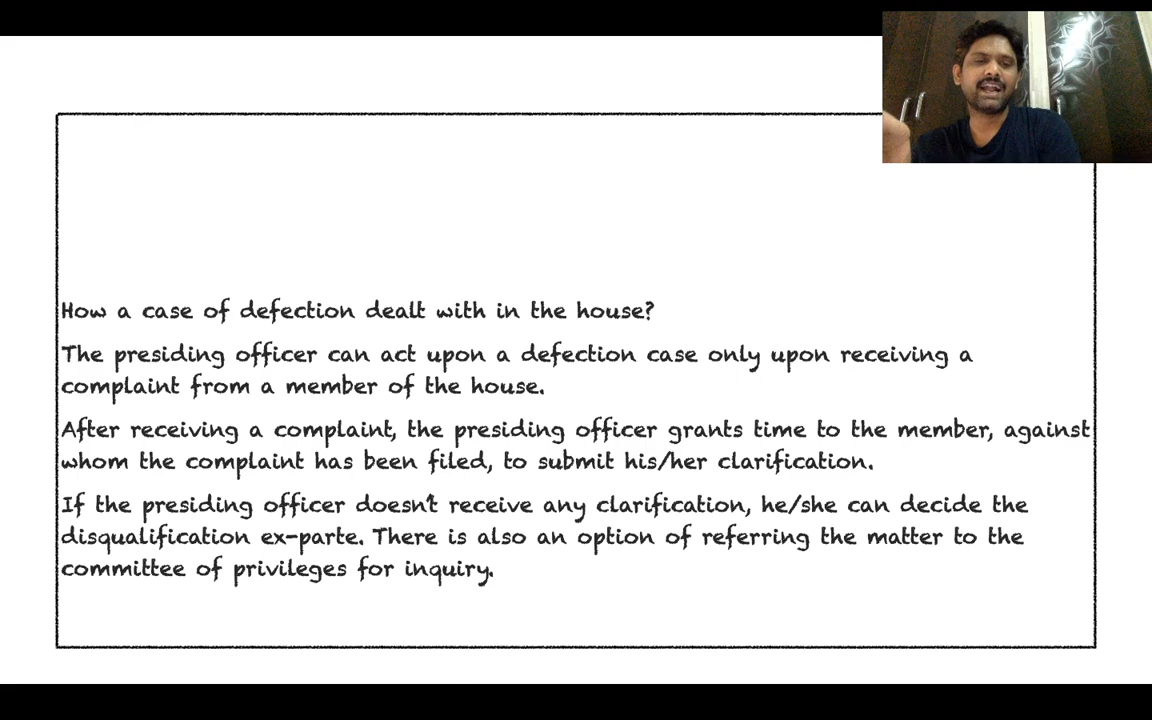 How a case of defection dealt with in the house?
The presiding officer can act upon a defection case only upon receiving a
complaint from a member of the house.
After receiving a complaint, the presiding officer grants time to the member, against
whom the complaint has been filed, to submit his/her clarification.
If the presiding officer doesn't receive any clarification, he/she can decide the
disqualification ex-parte. There is also an option of referring the matter to the
committee of privileges for inquiry.